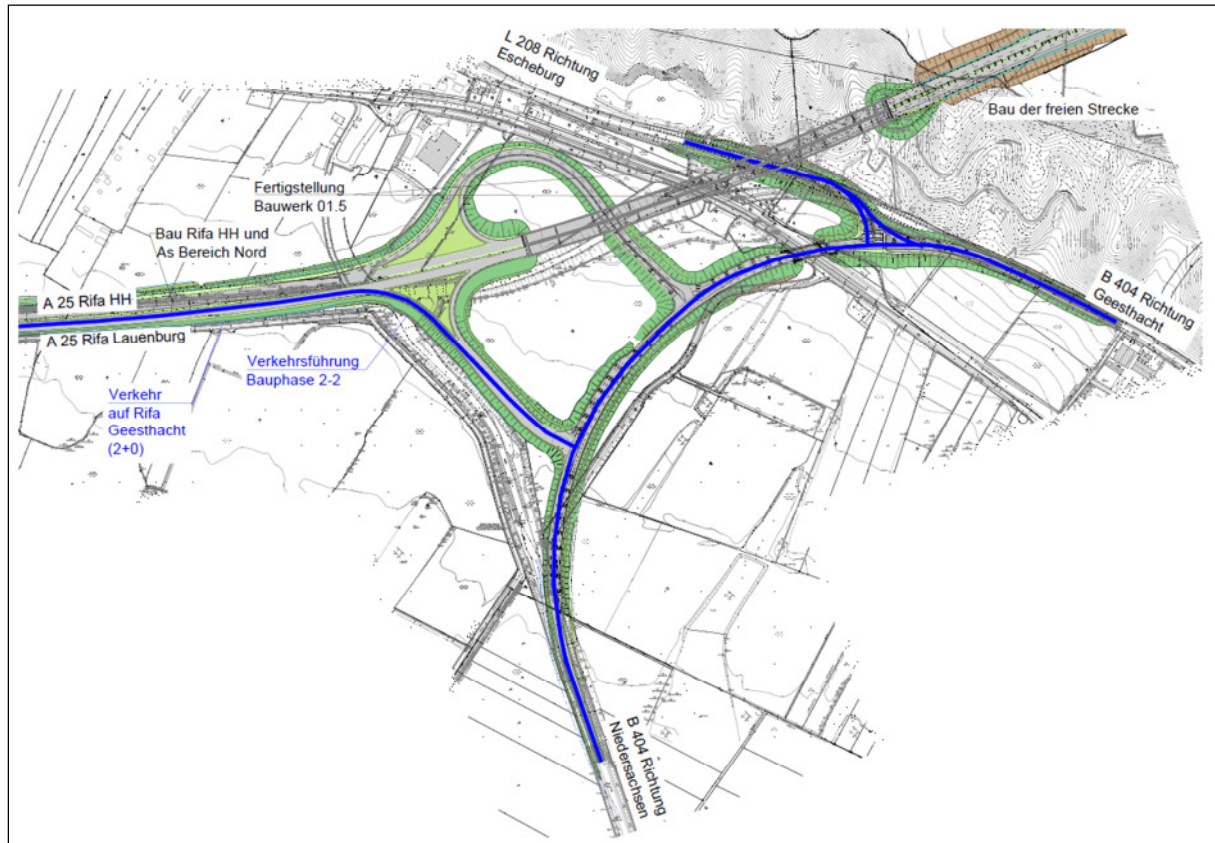 L 208 Richtung
Escheburg
Bau der freien Strecke
Fertigstellung
Bauwerk 01.5
Bau Rifa HH und
As Bereich Nord
A 25 Rifa HH
A 25 Rifa Lauenburg
B 404 Richtung
Geesthacht
Verkehrsführung
Bauphase 2-2
Verkehr
auf Rifa
Geesthacht
(2+0)
B 404 Richtung
Niedersachsen